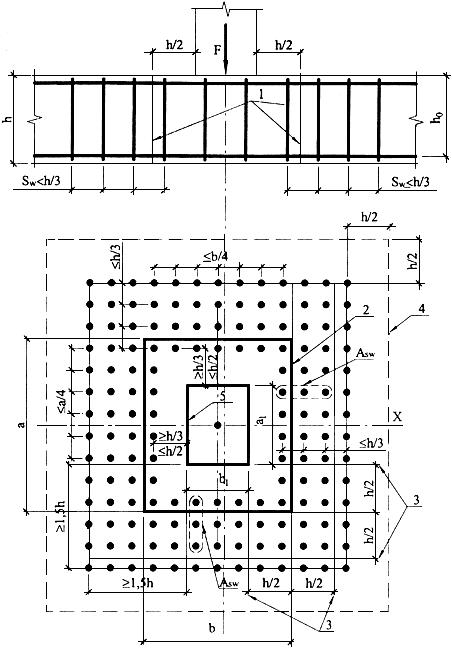 h/2
F
h/2
1
h
h₀
Sw<h/3
Sw≤h/3
h/2
≤h/3
≤b/4
h/2
2
4
Asw
≥h/3
≤h/2
a
≤a/4
5
a₁
X
≥h/3
≤h/2
≤h/3
b₁
h/2
3
≥1,5h
h/2
≥1,5h
Asw
h/2
h/2
3
b